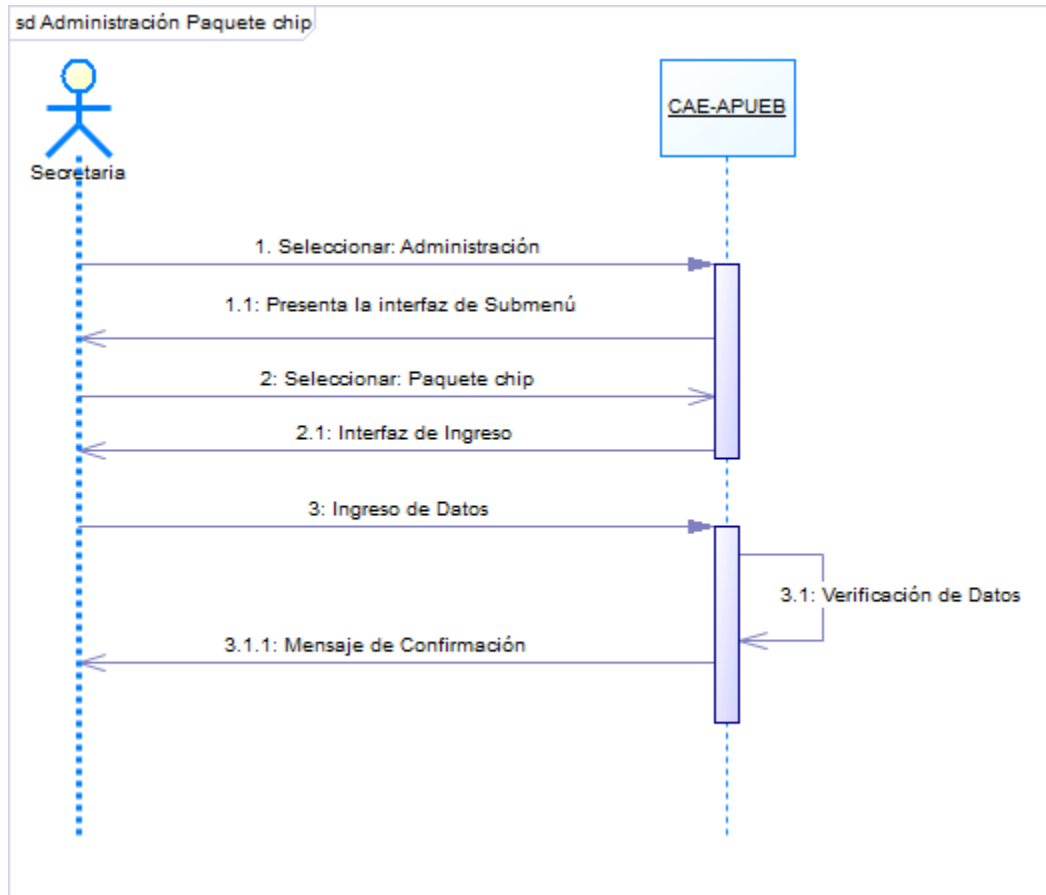 sd Administración Paquete chip
Secretaria
CAE-APUEB
1. Seleccionar: Administración
1.1: Presenta la interfaz de Submenú
2: Seleccionar: Paquete chip
2.1: Interfaz de Ingreso
3: Ingreso de Datos
3.1: Verificación de Datos
3.1.1: Mensaje de Confirmación